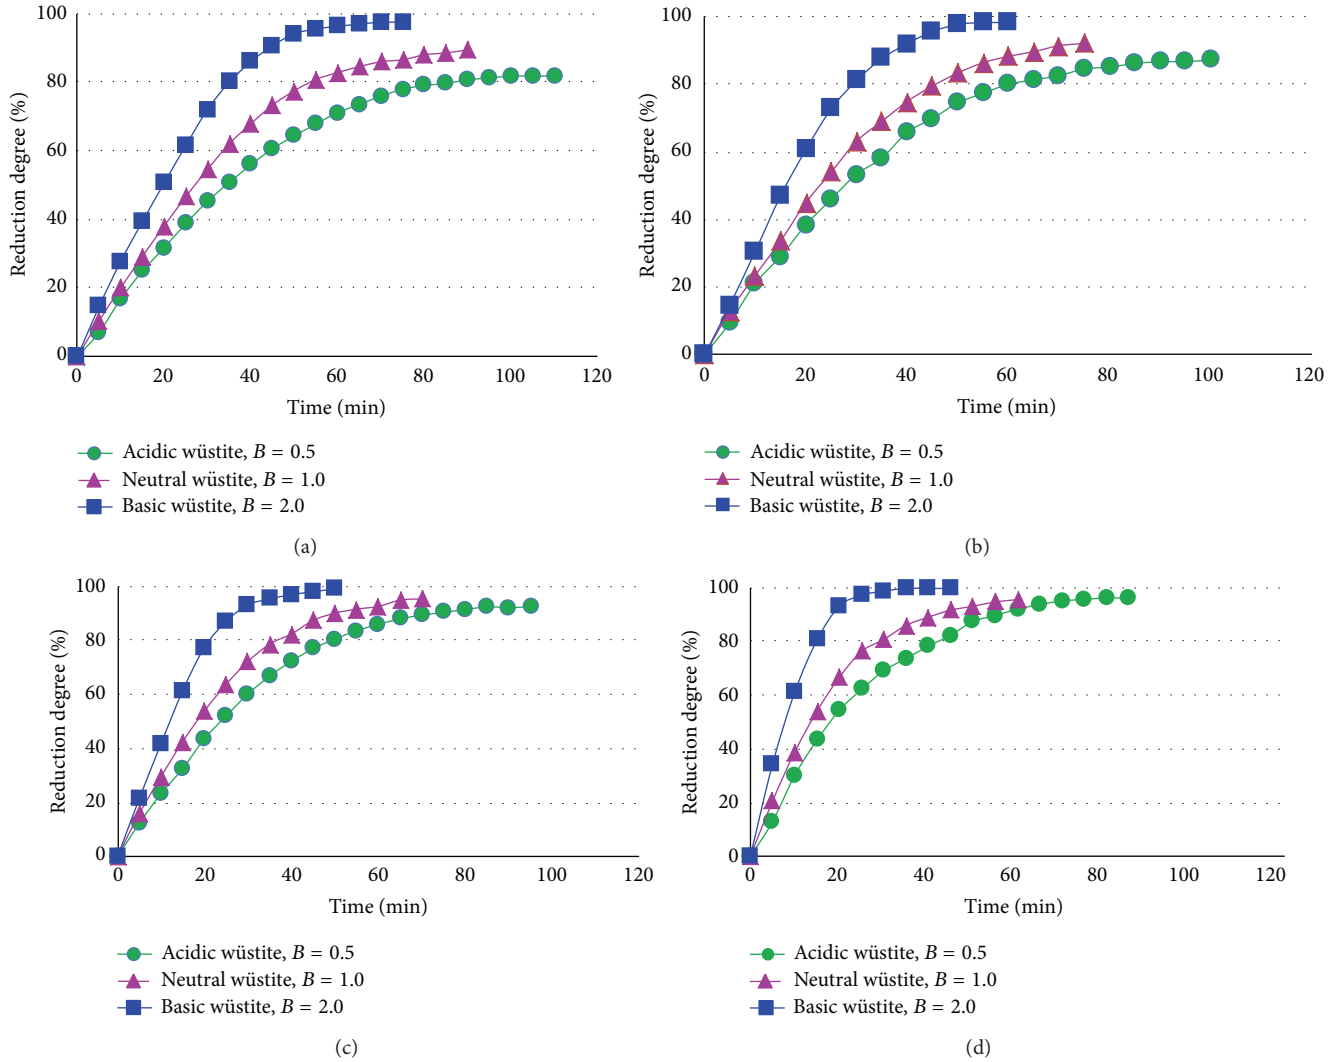 Reduction degree (%)
100
80
60
40
20
0
0 20 40 60 80 100 120
Time (min)
Acidic wüstite, B = 0.5
Neutral wüstite, B = 1.0
Basic wüstite, B = 2.0
(a)
Reduction degree (%)
100
80
60
40
20
0
0 20 40 60 80 100 120
Time (min)
Acidic wüstite, B = 0.5
Neutral wüstite, B = 1.0
Basic wüstite, B = 2.0
(b)
Reduction degree (%)
100
80
60
40
20
0
0 20 40 60 80 100 120
Time (min)
Acidic wüstite, B = 0.5
Neutral wüstite, B = 1.0
Basic wüstite, B = 2.0
(c)
Reduction degree (%)
100
80
60
40
20
0
0 20 40 60 80 100 120
Time (min)
Acidic wüstite, B = 0.5
Neutral wüstite, B = 1.0
Basic wüstite, B = 2.0
(d)